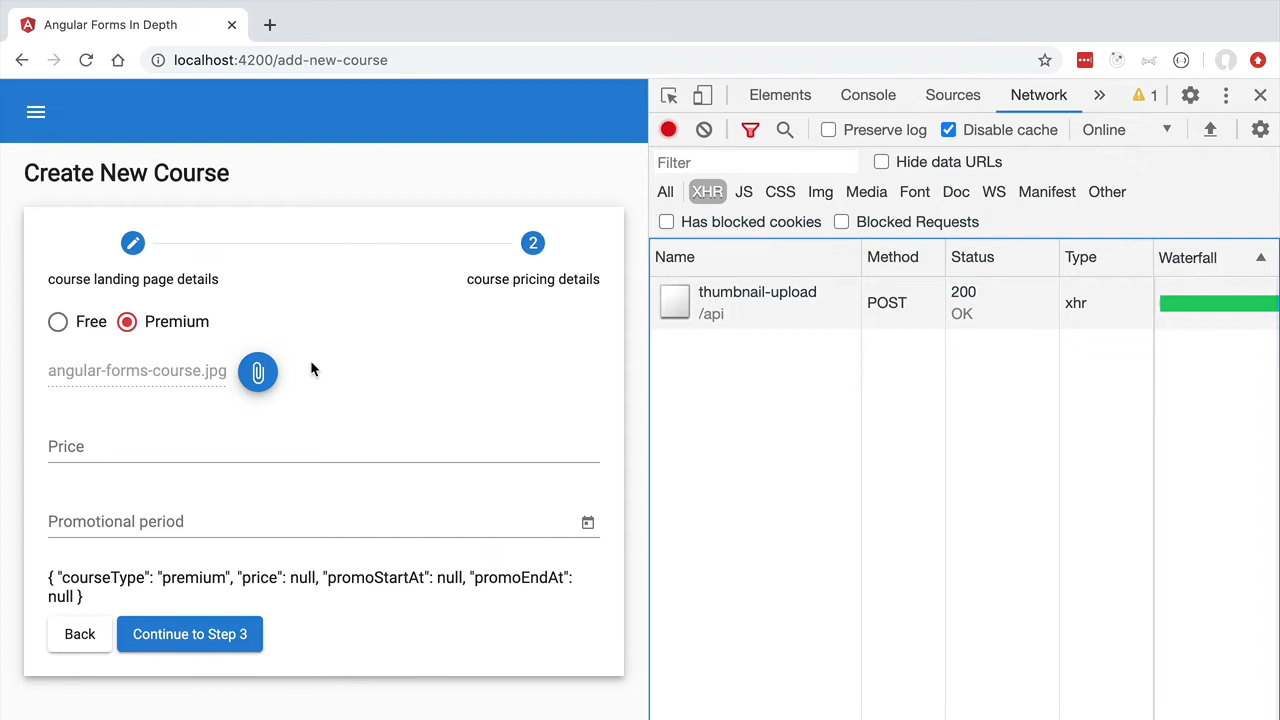 Angular Forms In Depth
localhost:4200/add-new-course
Create New Course
2
course landing page details
course pricing details
Free
Premium
angular-forms-course.jpg
Price
Promotional period
{ "courseType": "premium", "price": null, "promoStartAt": null, "promoEndAt":
null }
Back
Continue to Step 3
Elements
Console
Sources
Network
1
Preserve log
Disable cache
Online
Filter
Hide data URLs
All
XHR
JS
CSS
Img
Media
Font
Doc
WS
Manifest
Other
Has blocked cookies
Blocked Requests
Name
Method
Status
Type
Waterfall
thumbnail-upload
/api
POST
200
OK
xhr